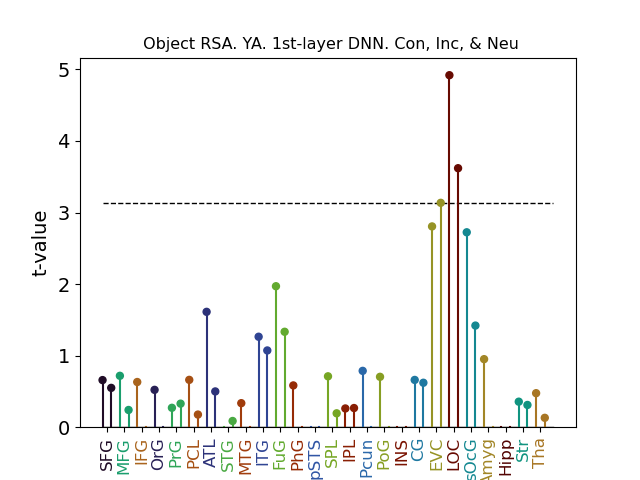 Object RSA. YA. 1st-layer DNN. Con, Inc, & Neu
t-value
5
4
3
2
1
0
SFG
MFG
IFG
OrG
PrG
PCL
ATL
STG
MTG
ITG
FuG
PhG
pSTS
SPL
IPL
Pcun
PoG
INS
CG
EVC
LOC
sOcG
Amyg
Hipp
Str
Tha